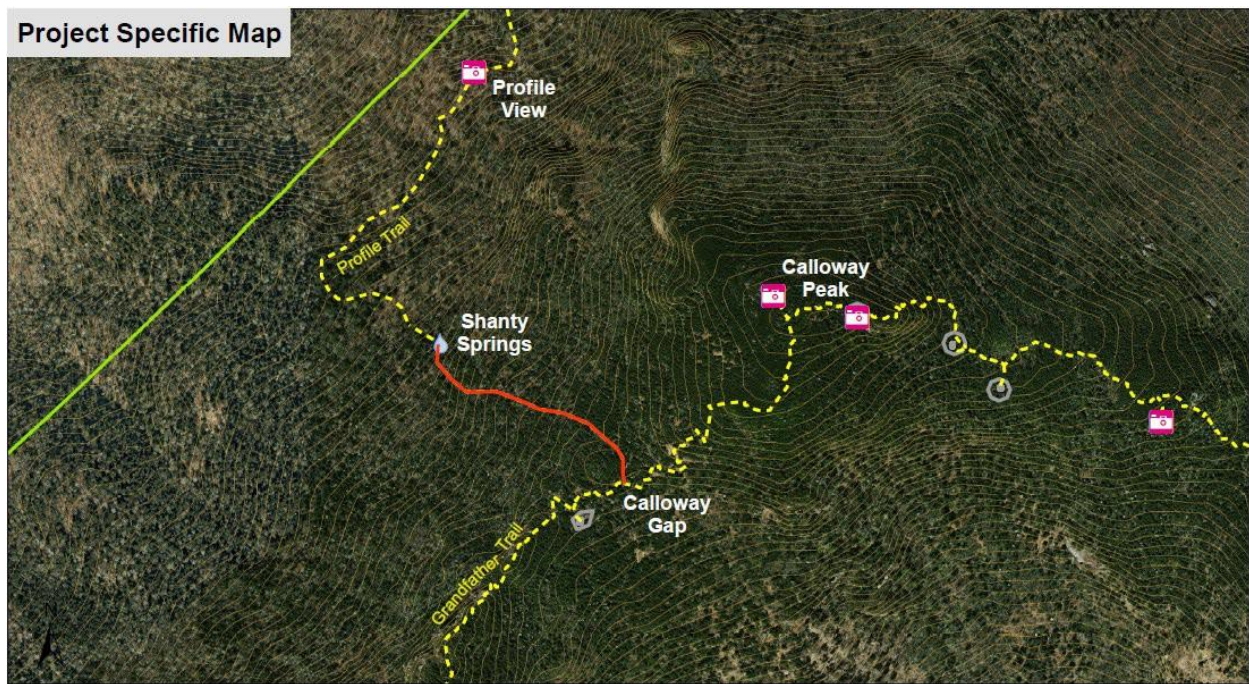 Project Specific Map
Profile
View
Profile Trail
Calloway
Peak
Shanty
Springs
Calloway
Gap
Grandfather Trail